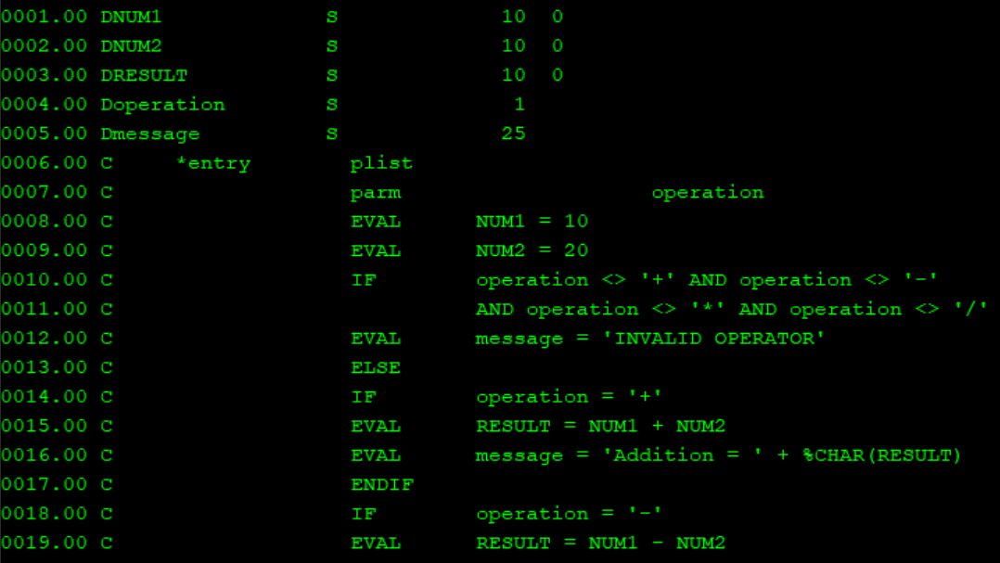 0001.00 DNUM1             S             10  0
0002.00 DNUM2             S             10  0
0003.00 DRESULT           S             10  0
0004.00 Doperation        S              1
0005.00 Dmessage          S             25
0006.00 C     *entry        plist
0007.00 C                   parm                    operation
0008.00 C                   EVAL      NUM1 = 10
0009.00 C                   EVAL      NUM2 = 20
0010.00 C                   IF        operation <> '+' AND operation <> '-'
0011.00 C                             AND operation <> '*' AND operation <> '/'
0012.00 C                   EVAL      message = 'INVALID OPERATOR'
0013.00 C                   ELSE
0014.00 C                   IF        operation = '+'
0015.00 C                   EVAL      RESULT = NUM1 + NUM2
0016.00 C                   EVAL      message = 'Addition = ' + %CHAR(RESULT)
0017.00 C                   ENDIF
0018.00 C                   IF        operation = '-'
0019.00 C                   EVAL      RESULT = NUM1 - NUM2